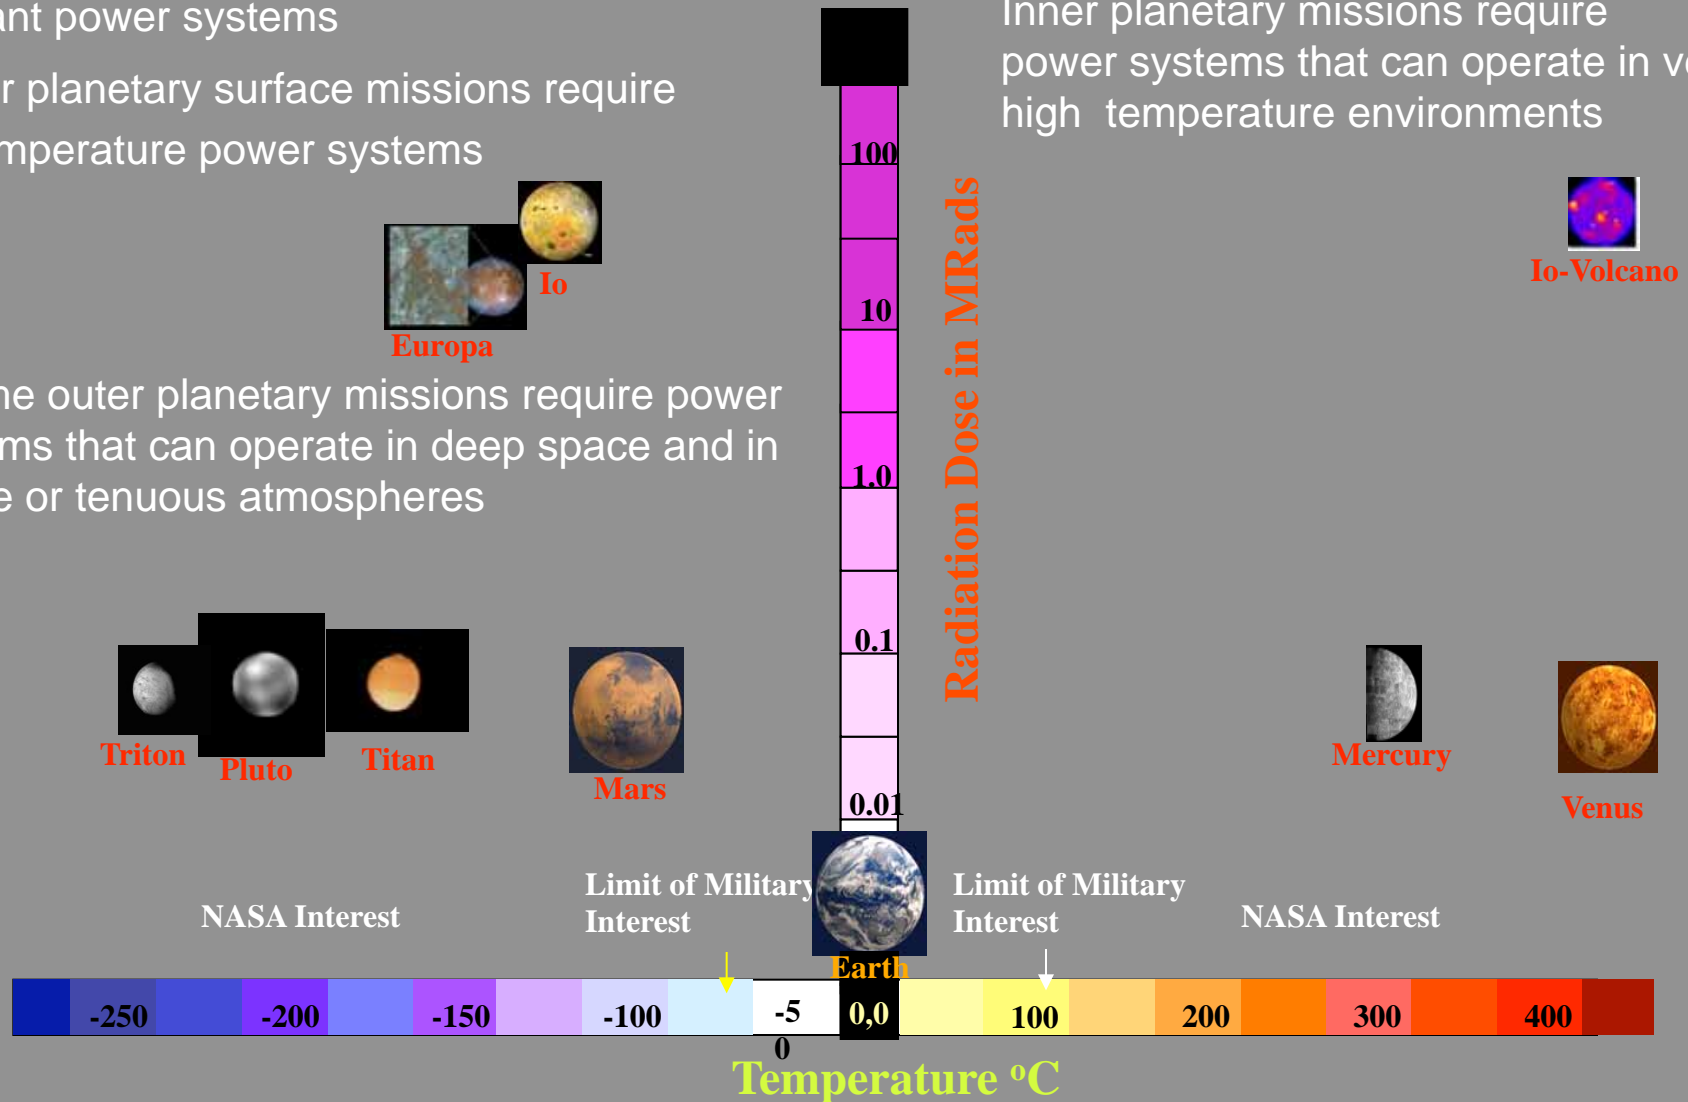 ant power systems
r planetary surface missions require
mperature power systems
Inner planetary missions require
power systems that can operate in ve
high temperature environments
100
10
1.0
0.1
0.01
Radiation Dose in MRads
Io
Europa
Io-Volcano
ne outer planetary missions require power
ms that can operate in deep space and in
e or tenuous atmospheres
Triton
Pluto
Titan
Mars
Mercury
Venus
NASA Interest
Limit of Military
Interest
Earth
Limit of Military
Interest
NASA Interest
-250 -200 -150 -100 -5 0,0 100 200 300 400
0
Temperature °C